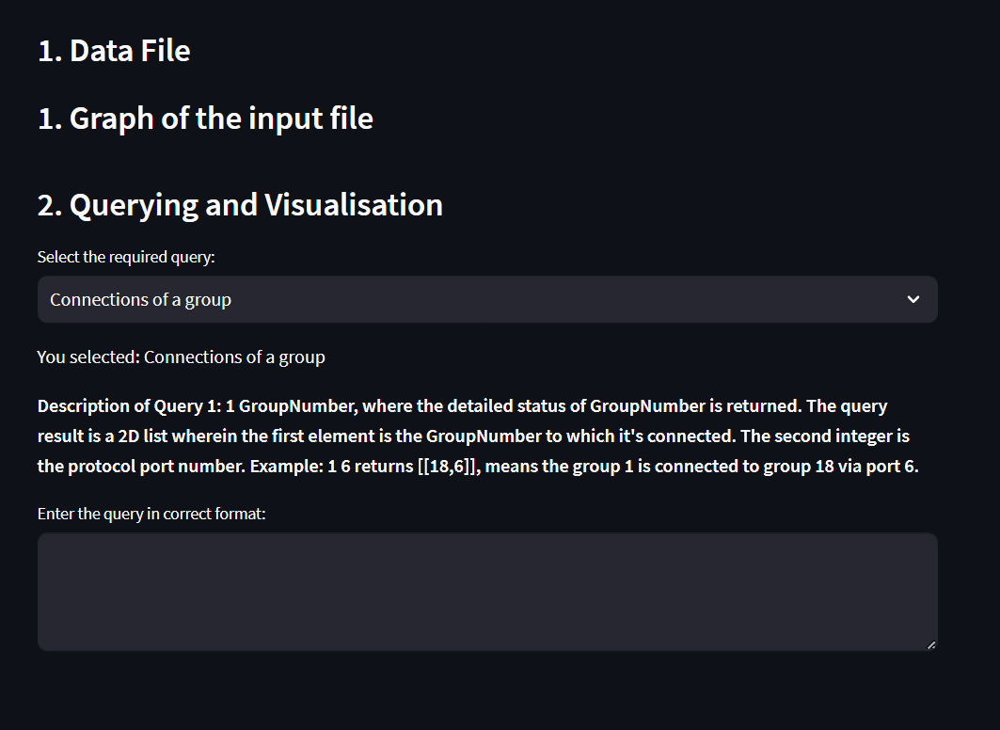 1. Data File
1. Graph of the input file
2. Querying and Visualisation
Select the required query:
Connections of a group
You selected: Connections of a group
Description of Query 1: 1 GroupNumber, where the detailed status of GroupNumber is returned. The query
result is a 2D list wherein the first element is the GroupNumber to which it's connected. The second integer is
the protocol port number. Example: 1 6 returns [[18,6]], means the group 1 is connected to group 18 via port 6.
Enter the query in correct format: